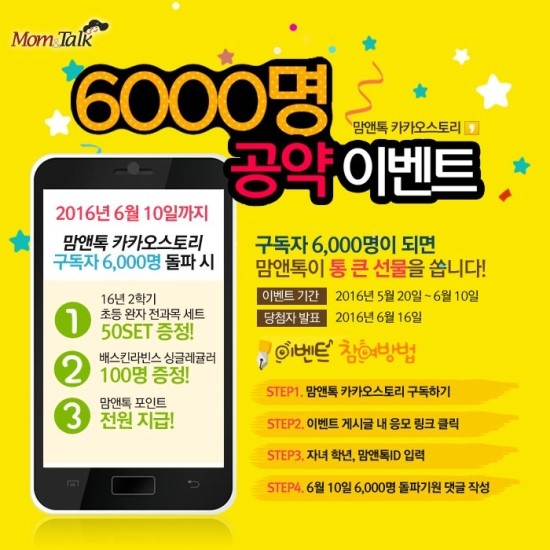 Mom&Talk
6000명
맘앤톡 카카오스토리
공약 이벤트
2016년 6월 10일까지
맘앤톡 카카오스토리
구독자 6,000명 돌파 시
1
16년 2학기
초등 완자 전과목 세트
50SET 증정!
2
배스킨라빈스 싱글레귤러
100명 증정!
3
맘앤톡 포인트
전원 지급!
구독자 6,000명이 되면
맘앤톡이 통 큰 선물을 쏩니다!
이벤트 기간 2016년 5월 20일 ~ 6월 10일
당첨자 발표 2016년 6월 16일
이벤트 참여방법
STEP1. 맘앤톡 카카오스토리 구독하기
STEP2. 이벤트 게시글 내 응모 링크 클릭
STEP3. 자녀 학년, 맘앤톡ID 입력
STEP4. 6월 10일 6,000명 돌파기원 댓글 작성